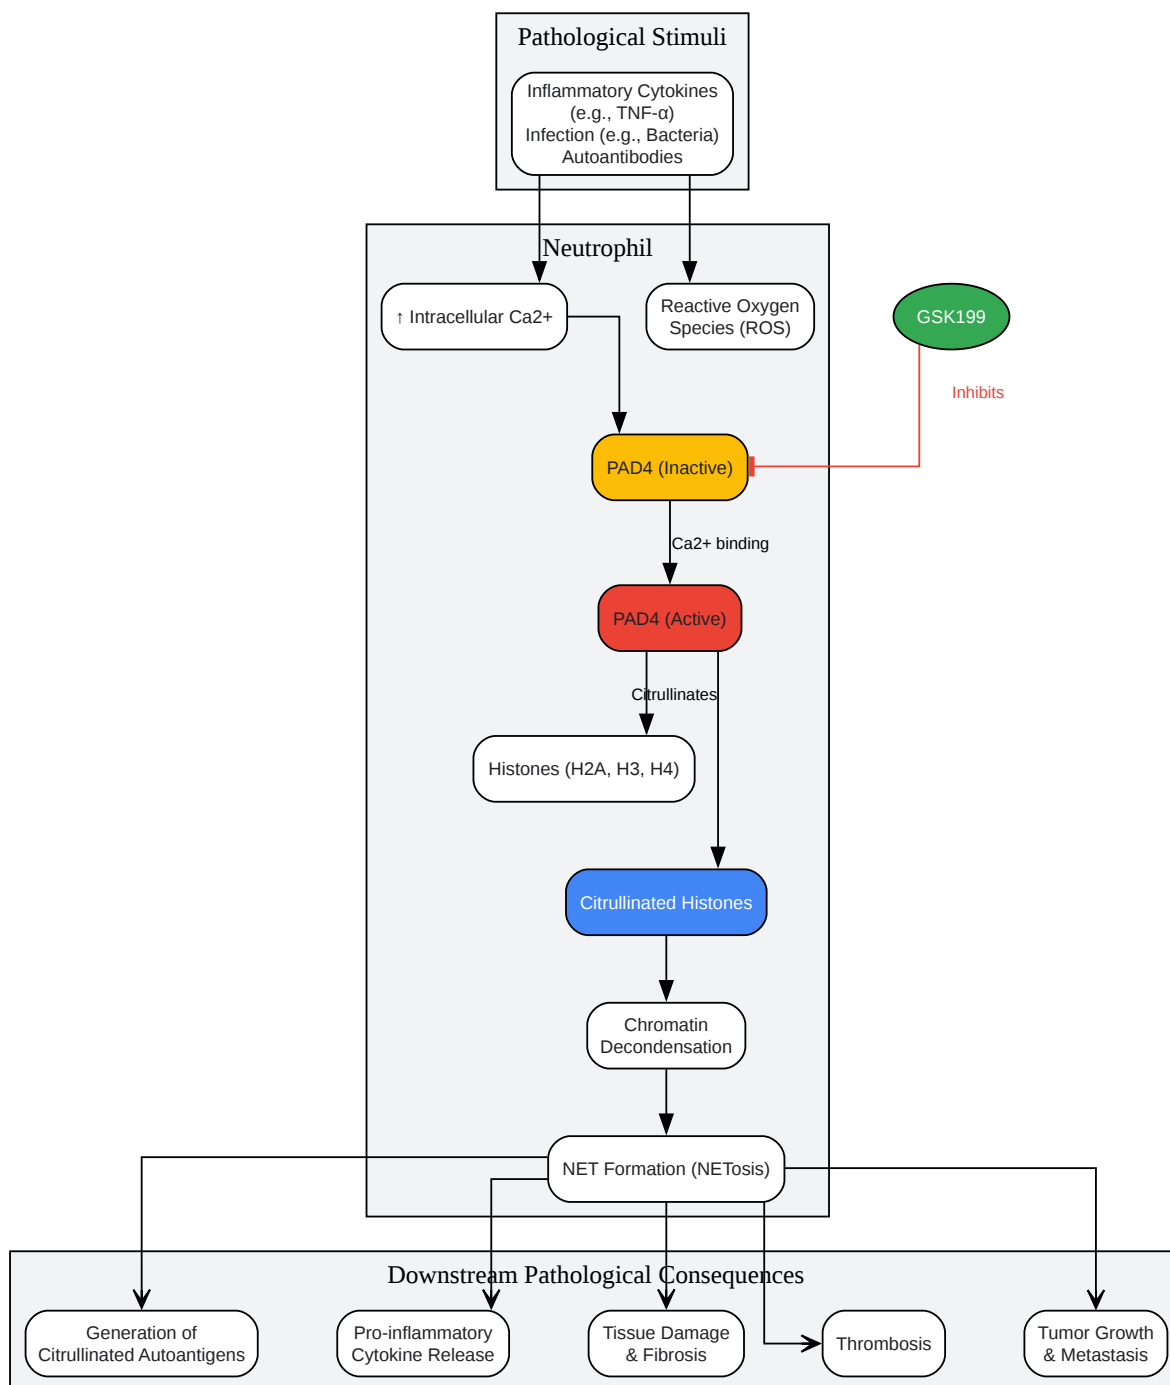 Pathological Stimuli
Inflammatory Cytokines
(e.g., TNF-α)
Infection (e.g., Bacteria)
Autoantibodies
Neutrophil
↑ Intracellular Ca2+
Reactive Oxygen
Species (ROS)
GSK199
Inhibits
PAD4 (Inactive)
Ca2+ binding
PAD4 (Active)
Citrullinates
Histones (H2A, H3, H4)
Citrullinated Histones
Chromatin
Decondensation
NET Formation (NETosis)
Downstream Pathological Consequences
Generation of
Citrullinated Autoantigens
Pro-inflammatory
Cytokine Release
Tissue Damage
& Fibrosis
Thrombosis
Tumor Growth
& Metastasis